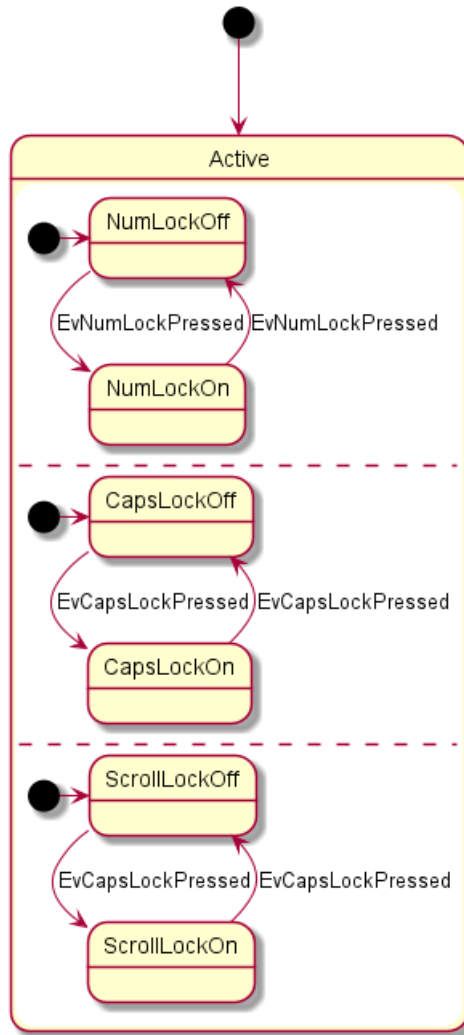 Active
NumLockOff
EvNumLockPressed EvNumLockPressed
NumLockOn
CapsLockOff
EvCapsLockPressed EvCapsLockPressed
CapsLockOn
ScrollLockOff
EvCapsLockPressed EvCapsLockPressed
ScrollLockOn